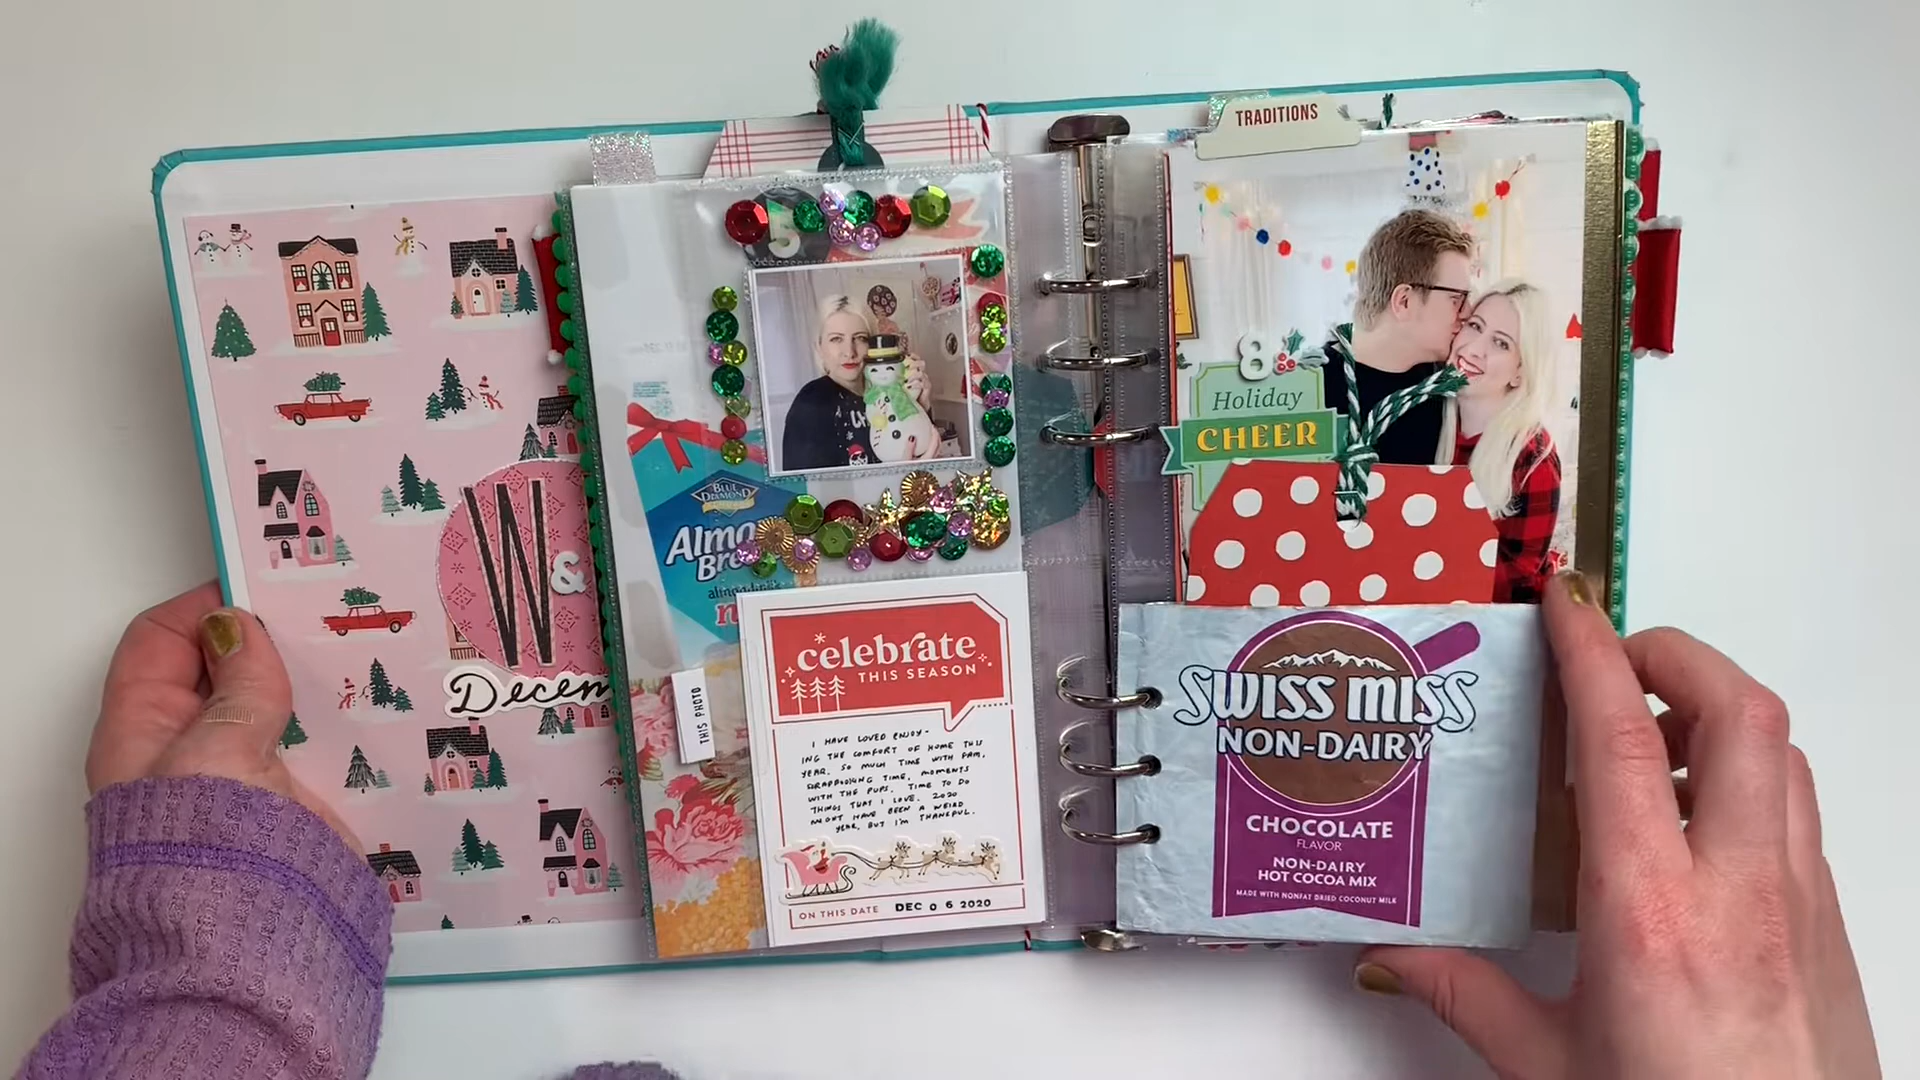 TRADITIONS
5
8
Holiday
CHEER
BLUE DIAMOND
Almo
Bre
W
&
Decem
THIS PHOTO
celebrate
THIS SEASON
I HAVE LOVED ENJOY-
ING THE COMFORT OF HOME THIS
YEAR. SO MUCH TIME WITH PAM,
SCRAPBOOKING TIME, MOMENTS
WITH THE PUPS. TIME TO DO
THINGS THAT I LOVE. 2020
MIGHT HAVE BEEN A WEIRD
YEAR, BUT I'M THANKFUL.
ON THIS DATE DEC 06 2020
SWISS MISS
NON-DAIRY
CHOCOLATE
FLAVOR
NON-DAIRY
HOT COCOA MIX
MADE WITH NONFAT DRIED COCONUT MILK